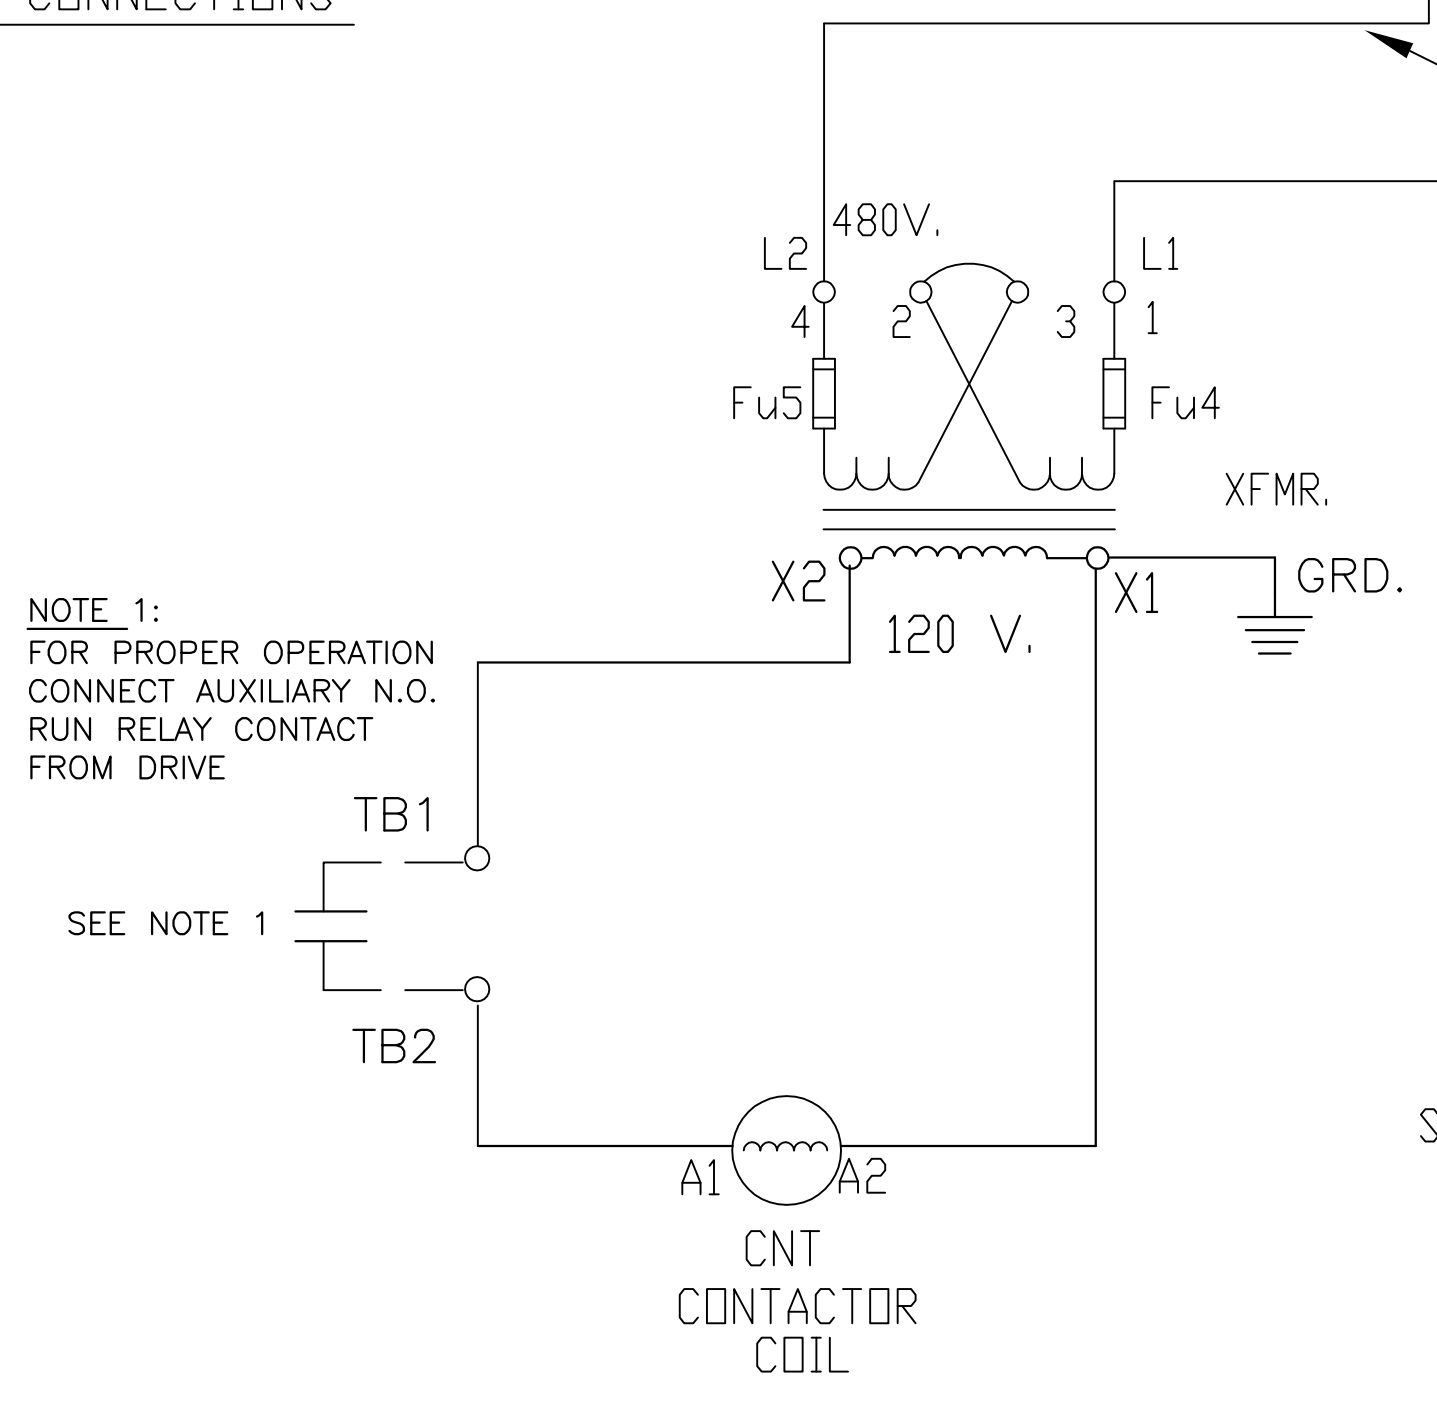 CONNECTIONS
480V.
L2
L1
4
2
3
1
Fu5
Fu4
XFMR.
X2
X1
GRD.
120 V.
NOTE 1:
FOR PROPER OPERATION
CONNECT AUXILIARY N.O.
RUN RELAY CONTACT
FROM DRIVE
TB1
SEE NOTE 1
TB2
A1
A2
CNT
CONTACTOR
COIL